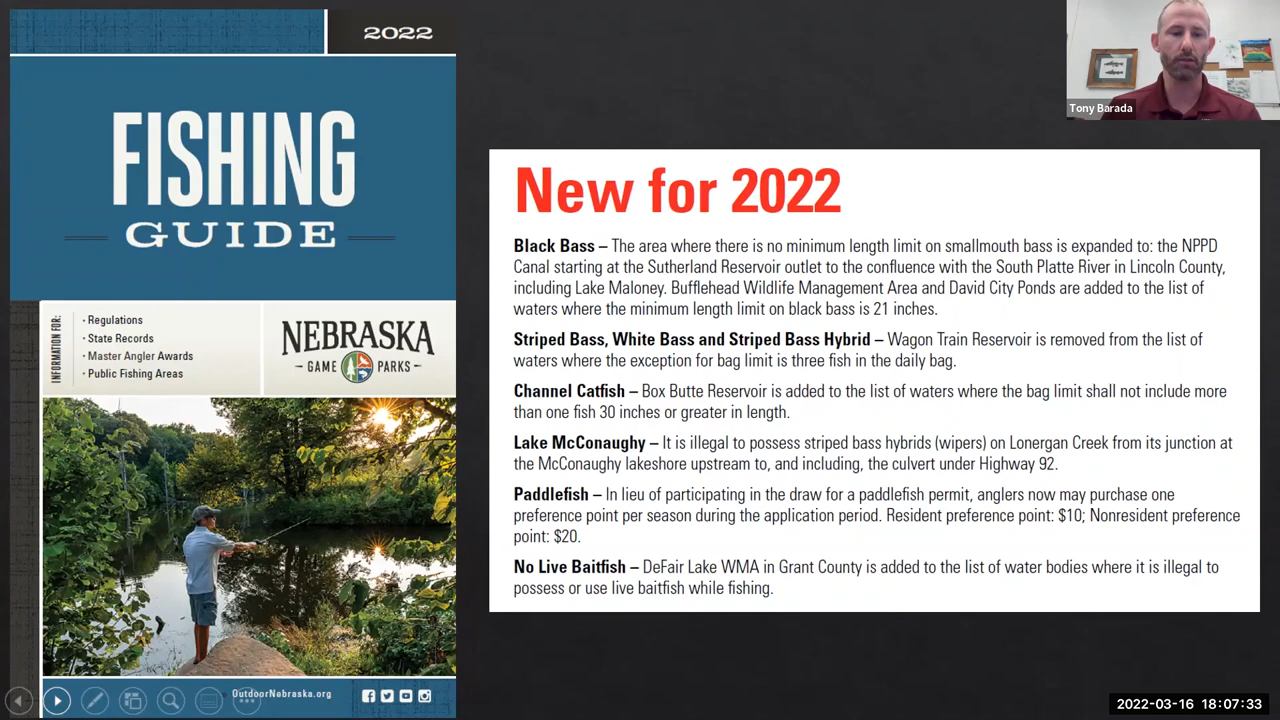 2022
FISHING
GUIDE
INFORMATION FOR:
• Regulations
• State Records
• Master Angler Awards
• Public Fishing Areas
NEBRASKA
GAME PARKS
OutdoorNebraska.org
Tony Barada
New for 2022
Black Bass – The area where there is no minimum length limit on smallmouth bass is expanded to: the NPPD
Canal starting at the Sutherland Reservoir outlet to the confluence with the South Platte River in Lincoln County,
including Lake Maloney. Bufflehead Wildlife Management Area and David City Ponds are added to the list of
waters where the minimum length limit on black bass is 21 inches.
Striped Bass, White Bass and Striped Bass Hybrid – Wagon Train Reservoir is removed from the list of
waters where the exception for bag limit is three fish in the daily bag.
Channel Catfish – Box Butte Reservoir is added to the list of waters where the bag limit shall not include more
than one fish 30 inches or greater in length.
Lake McConaughy – It is illegal to possess striped bass hybrids (wipers) on Lonergan Creek from its junction at
the McConaughy lakeshore upstream to, and including, the culvert under Highway 92.
Paddlefish – In lieu of participating in the draw for a paddlefish permit, anglers now may purchase one
preference point per season during the application period. Resident preference point: $10; Nonresident preference
point: $20.
No Live Baitfish – DeFair Lake WMA in Grant County is added to the list of water bodies where it is illegal to
possess or use live baitfish while fishing.
2022-03-16 18:07:33